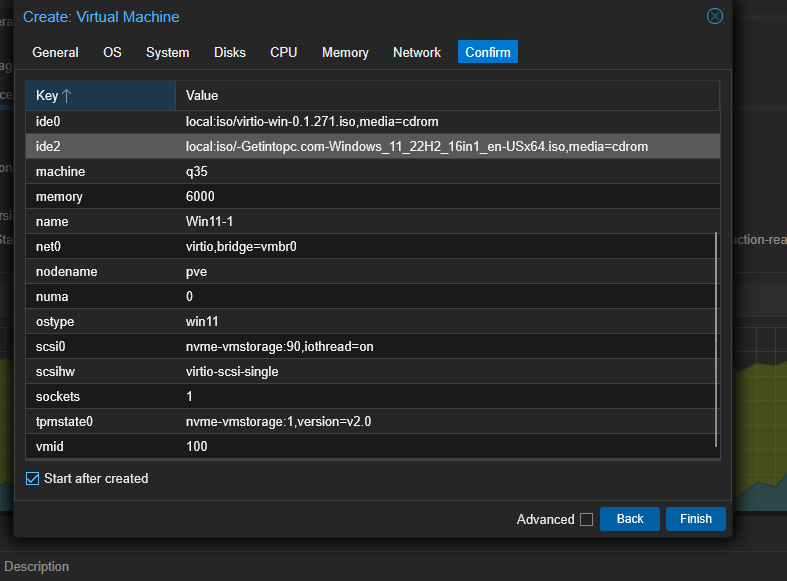 Create: Virtual Machine
General OS System Disks CPU Memory Network Confirm
Key Value
ide0 local:iso/virtio-win-0.1.271.iso,media=cdrom
ide2 local:iso/-Getintopc.com-Windows_11_22H2_16in1_en-USx64.iso,media=cdrom
machine q35
memory 6000
name Win11-1
net0 virtio,bridge=vmbr0
nodename pve
numa 0
ostype win11
scsi0 nvme-vmstorage:90,iothread=on
scsihw virtio-scsi-single
sockets 1
tpmstate0 nvme-vmstorage:1,version=v2.0
vmid 100
Start after created
Advanced Back Finish
Description